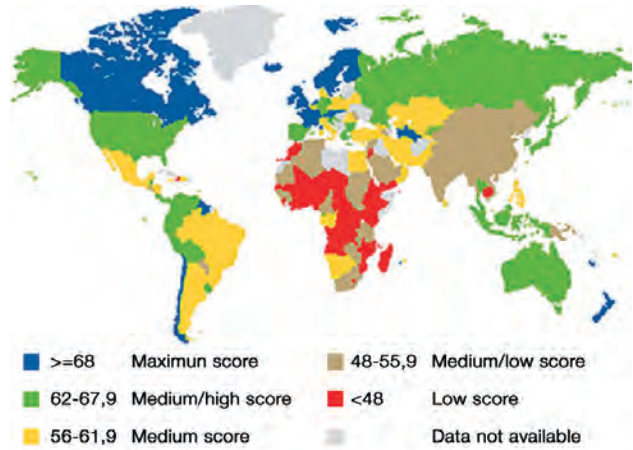 >=68 Maximun score
62-67,9 Medium/high score
56-61,9 Medium score
48-55,9 Medium/low score
<48 Low score
Data not available